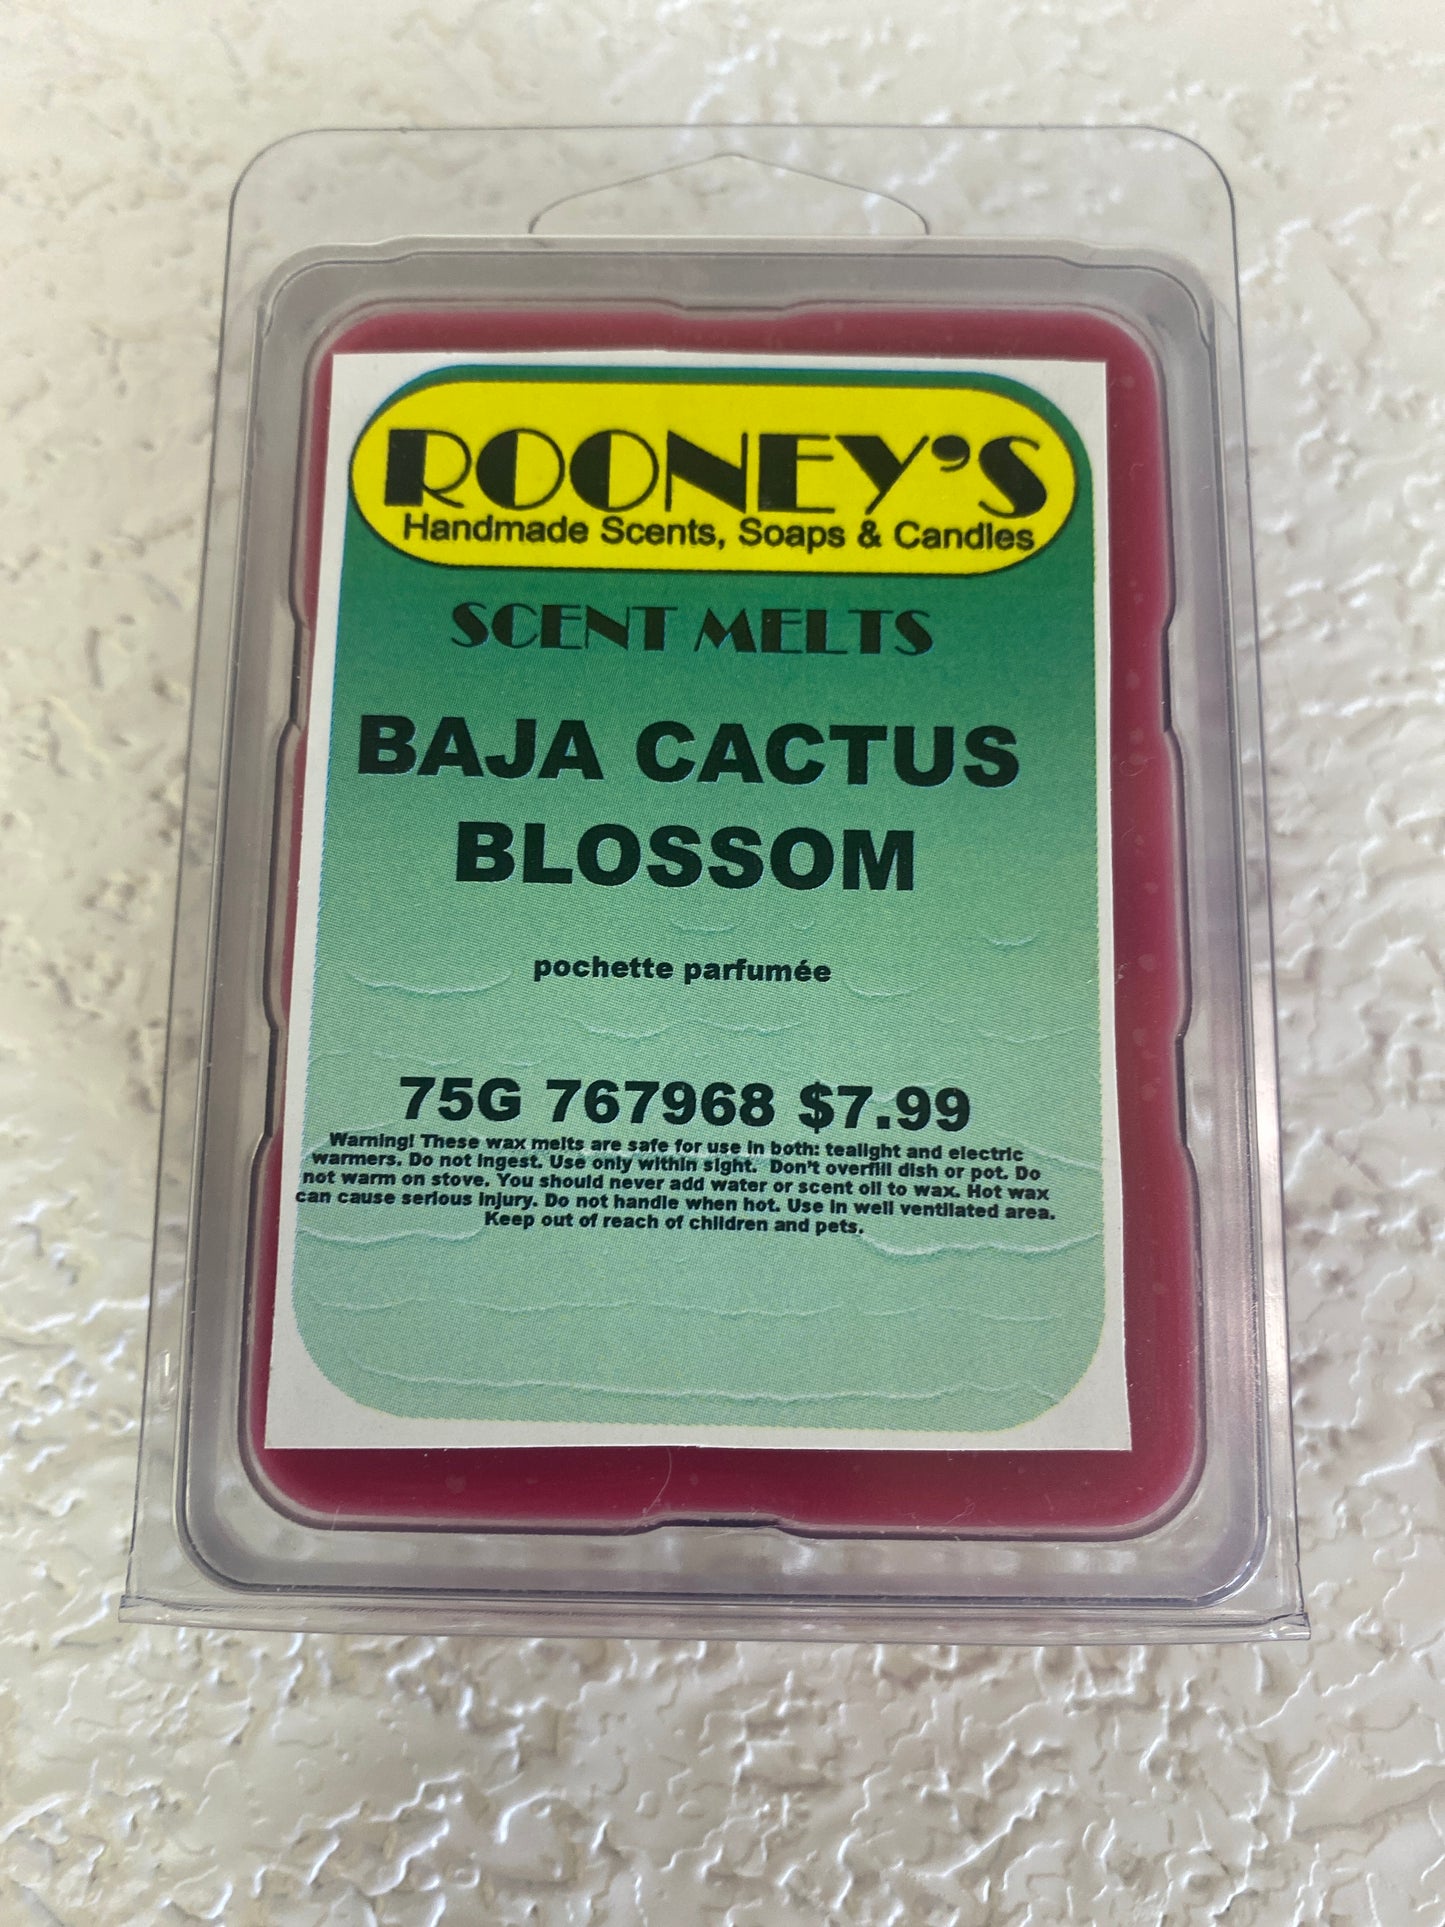 ROONEY'S
Handmade Scents, Soaps & Candles
SCENT MELTS
BAJA CACTUS
BLOSSOM
pochette parfumée
75G 767968 $7.99
Warning! These wax melts are safe for use in both: tealight and electric
warmers. Do not ingest. Use only within sight. Don't overfill dish or pot. Do
not warm on stove. You should never add water or scent oil to wax. Hot wax
can cause serious injury. Do not handle when hot. Use in well ventilated area.
Keep out of reach of children and pets.